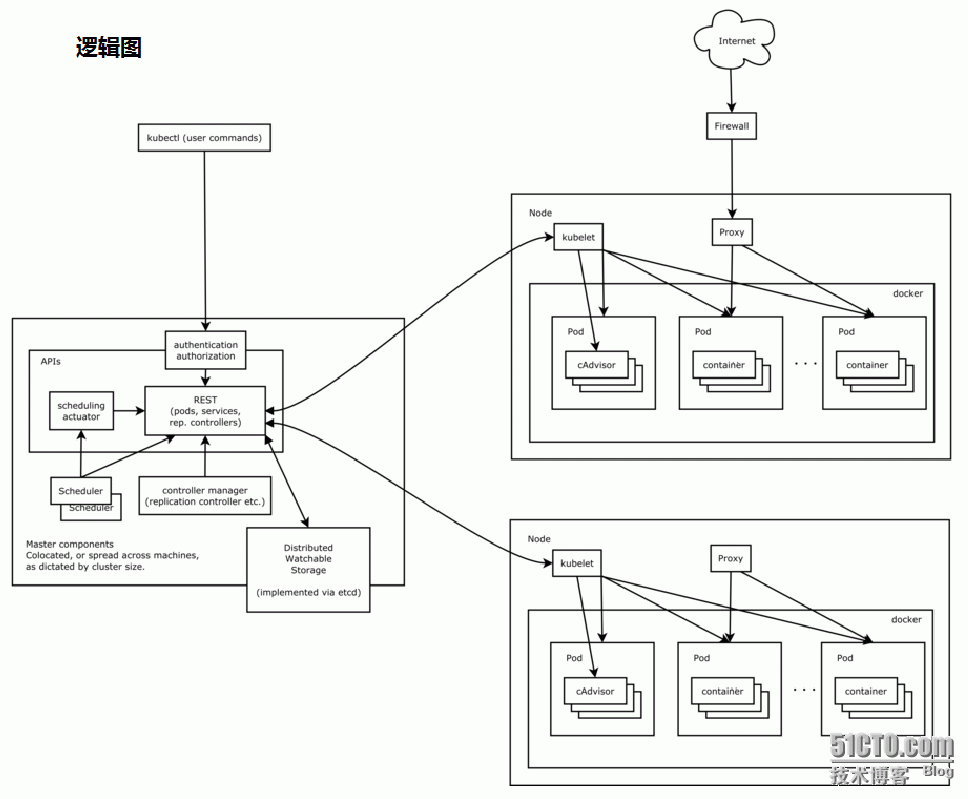 逻辑图
Internet
Firewall
kubectl (user commands)
authentication
authorization
APIs
scheduling
actuator
REST
(pods, services,
rep. controllers)
Scheduler
Scheduler
controller manager
(replication controller etc.)
Master components
Colocated, or spread across machines,
as dictated by cluster size.
Distributed
Watchable
Storage
(implemented via etcd)
Node
kubelet
Proxy
docker
Pod
cAdvisor
Pod
container
. . .
Pod
container
Node
kubelet
Proxy
docker
Pod
cAdvisor
Pod
container
. . .
Pod
container
51CTO.com
技术博客 Blog